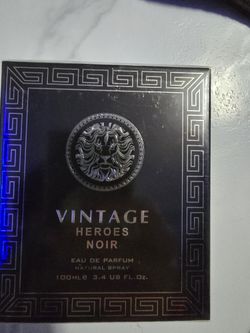 VINTAGE
HEROES
NOIR
EAU DE PARFUM
NATURAL SPRAY
100ml℮ 3.4 US FL.Oz.